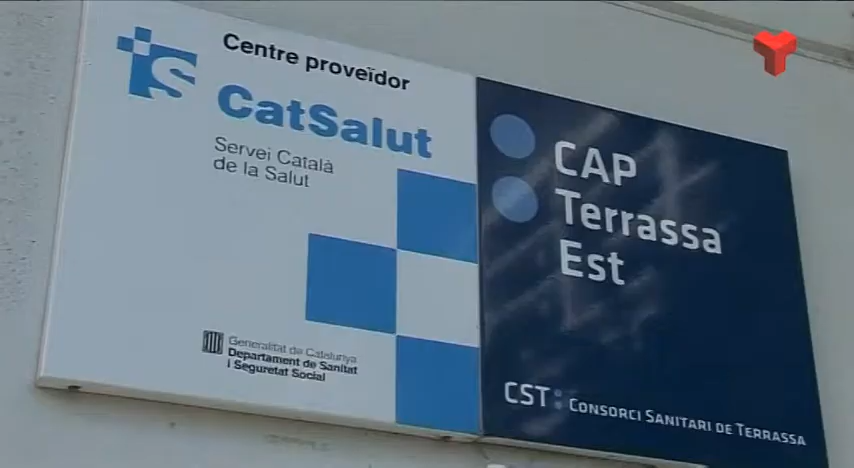 Centre proveïdor
CatSalut
Servei Català
de la Salut
Generalitat de Catalunya
Departament de Sanitat
i Seguretat Social
CAP
Terrassa
Est
CST: CONSORCI SANITARI DE TERRASSA